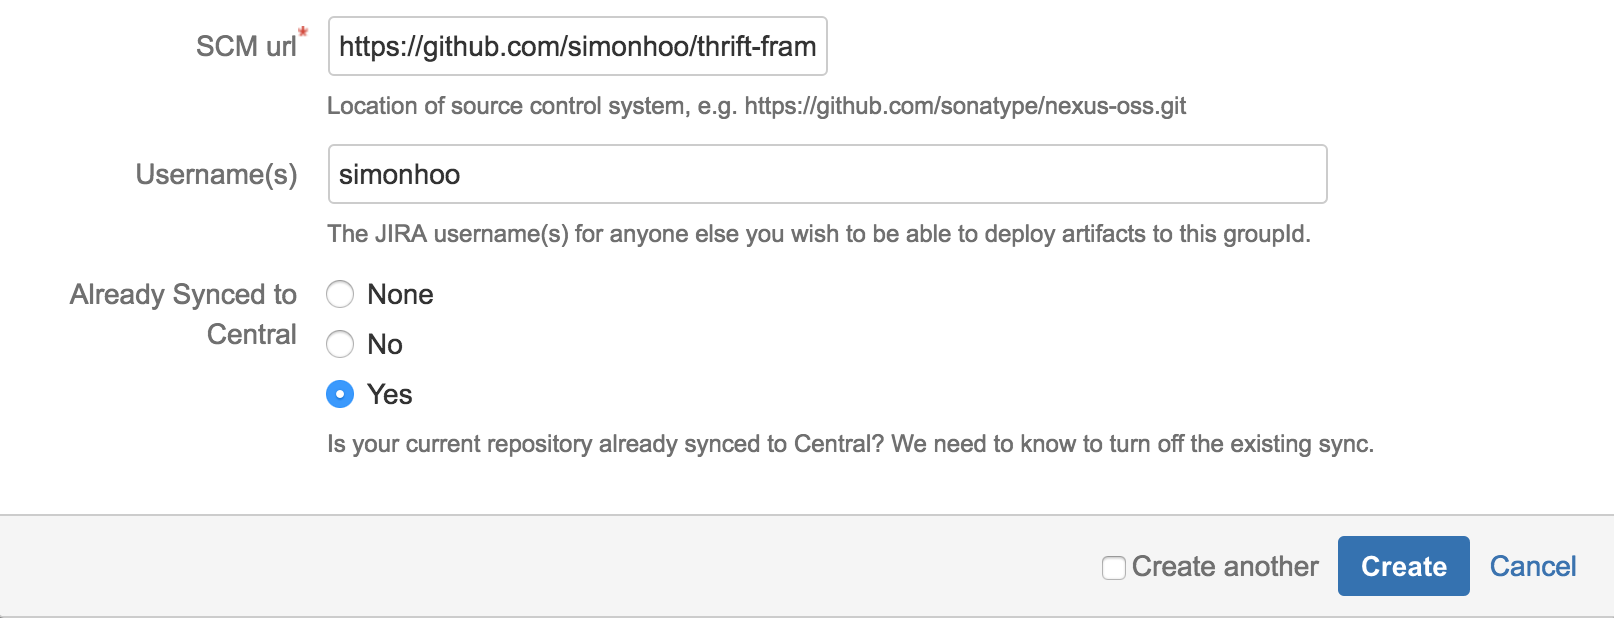 SCM url*
https://github.com/simonhoo/thrift-fram
Location of source control system, e.g. https://github.com/sonatype/nexus-oss.git
Username(s)
simonhoo
The JIRA username(s) for anyone else you wish to be able to deploy artifacts to this groupId.
Already Synced to
Central
None
No
Yes
Is your current repository already synced to Central? We need to know to turn off the existing sync.
Create another
Create
Cancel